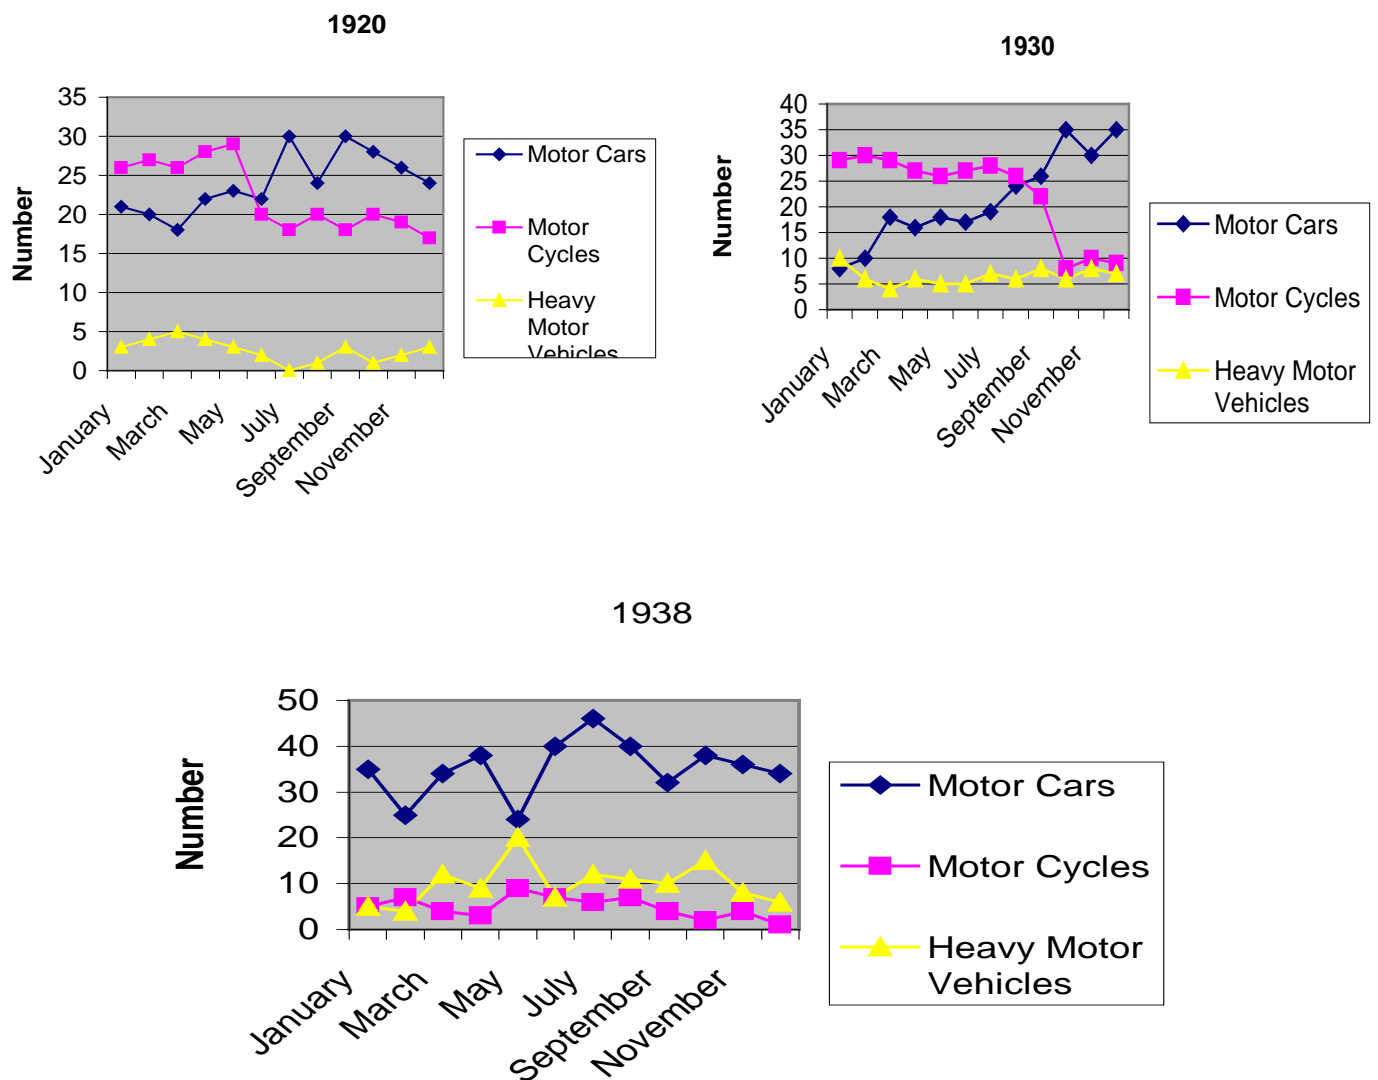 1920
35
30
25
20
15
10
5
0
Number
January
March
May
July
September
November
Motor Cars
Motor
Cycles
Heavy
Motor
Vehicles
1930
40
35
30
25
20
15
10
5
0
Number
January
March
May
July
September
November
Motor Cars
Motor Cycles
Heavy Motor
Vehicles
1938
50
40
30
20
10
0
Number
January
March
May
July
September
November
Motor Cars
Motor Cycles
Heavy Motor
Vehicles